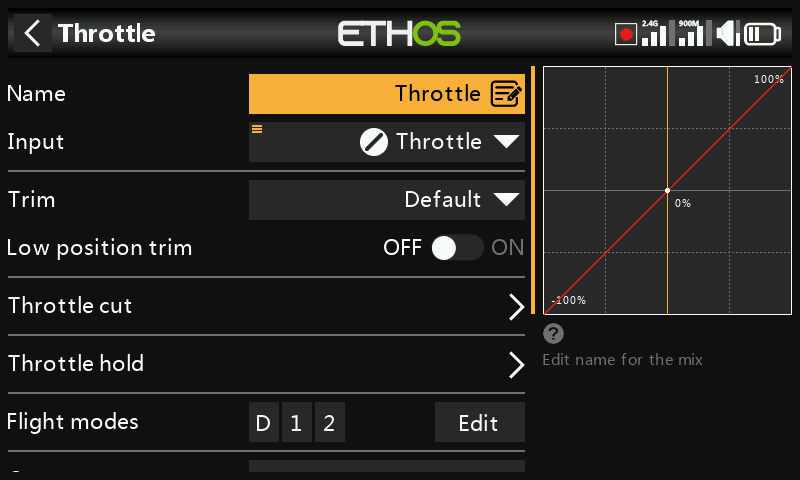 Throttle
ETHOS
2.4G
900M
Name
Throttle
Input
Throttle
Trim
Default
Low position trim
OFF
ON
Throttle cut
Throttle hold
Flight modes
D 1 2
Edit
100%
0%
-100%
?
Edit name for the mix